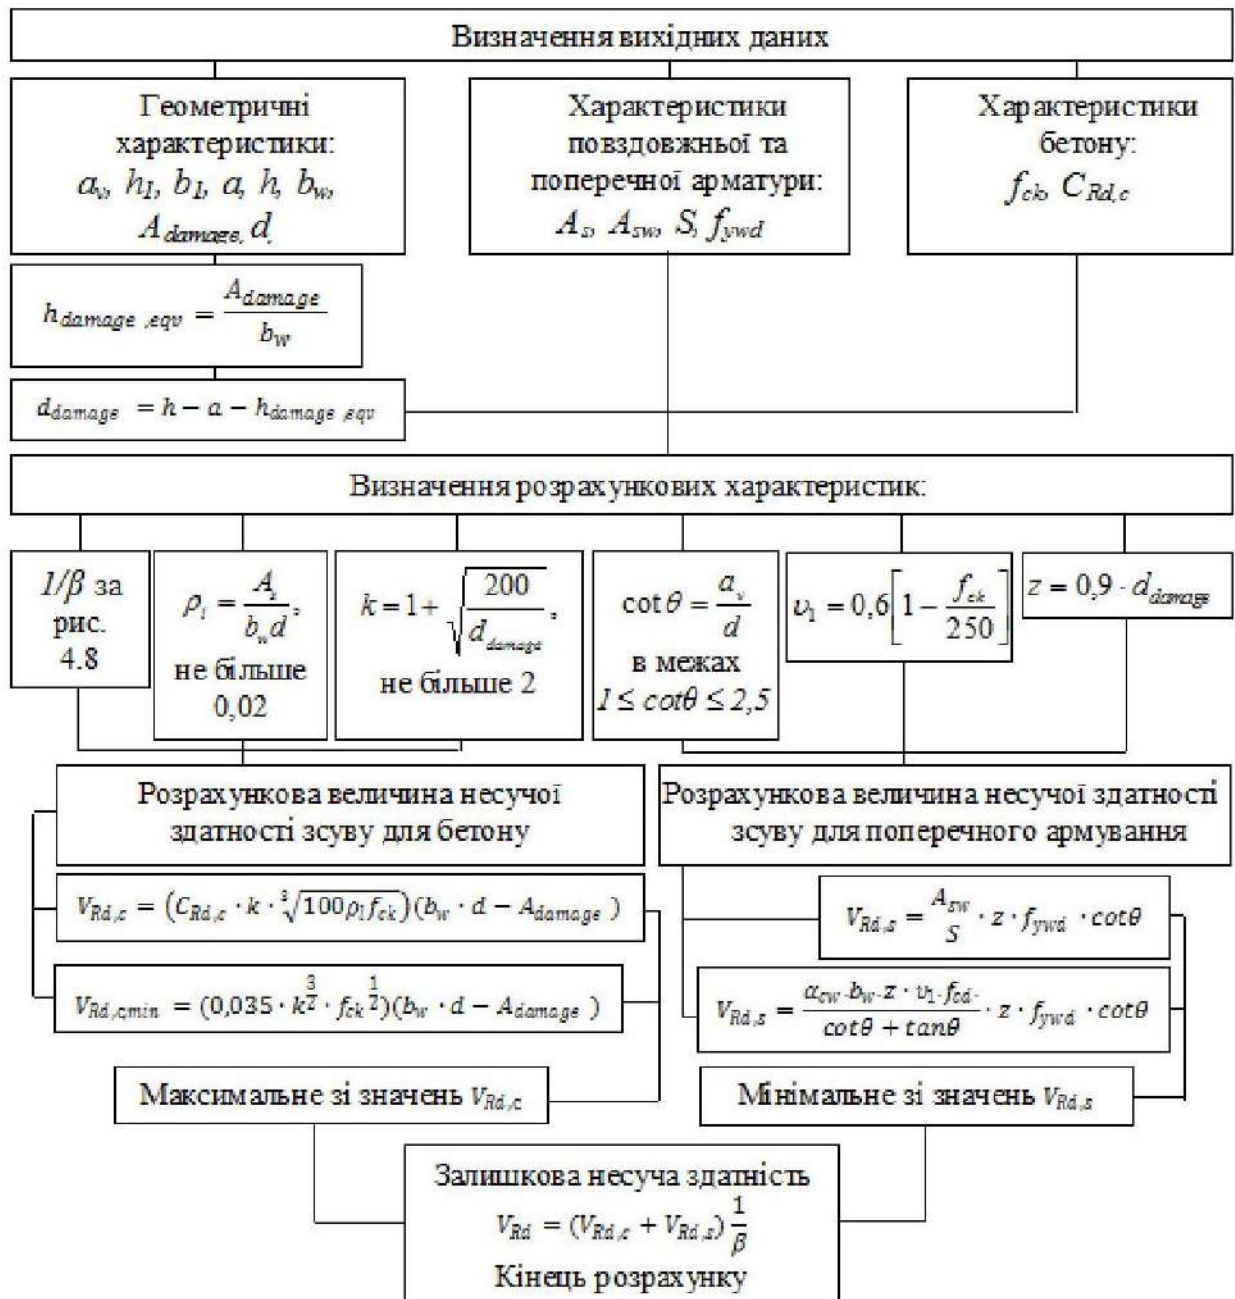 Визначення вихідних даних
Геометричні
характеристики:
a_v, h_1, b_1, a, h, b_w,
A_damage, d,
Характеристики
повздовжньої та
поперечної арматури:
A_s, A_sw, S, f_ywd
Характеристики
бетону:
f_ck, C_Rd,c
h_damage ,eqv = A_damage / b_w
d_damage = h − a − h_damage ,eqv
Визначення розрахункових характеристик:
1/β за
рис.
4.8
ρ_l = A_s / b_w d,
не більше
0,02
k = 1 + √(200 / d_damage),
не більше 2
cot θ = a_v / d
в межах
1 ≤ cotθ ≤ 2,5
υ_1 = 0,6[1 − f_ck / 250]
z = 0,9 · d_damage
Розрахункова величина несучої
здатності зсуву для бетону
Розрахункова величина несучої здатності
зсуву для поперечного армування
V_Rd,c = (C_Rd,c · k · ∛(100ρ_l f_ck))(b_w · d − A_damage )
V_Rd,s = A_sw / S · z · f_ywd · cotθ
V_Rd,c,min = (0,035 · k^(3/2) · f_ck^(1/2))(b_w · d − A_damage )
V_Rd,s = (α_cw · b_w · z · υ_1 · f_cd ·) / (cotθ + tanθ) · z · f_ywd · cotθ
Максимальне зі значень V_Rd,c
Мінімальне зі значень V_Rd,s
Залишкова несуча здатність
V_Rd = (V_Rd,c + V_Rd,s) 1/β
Кінець розрахунку